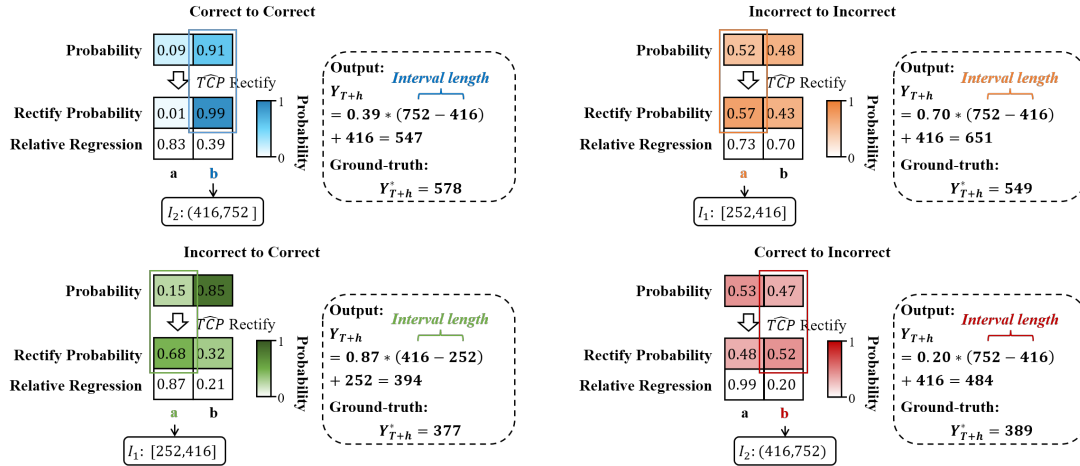 Correct to Correct
Probability
0.09 0.91
T̂CP Rectify
Rectify Probability
0.01 0.99
Relative Regression
0.83 0.39
a b
I₂: (416,752 ]
1
0
Probability
Output:
Interval length
Y_{T+h}
= 0.39 * (752 − 416)
+ 416 = 547
Ground-truth:
Y*_{T+h} = 578
Incorrect to Incorrect
Probability
0.52 0.48
T̂CP Rectify
Rectify Probability
0.57 0.43
Relative Regression
0.73 0.70
a b
I₁: [252,416]
1
0
Probability
Output:
Interval length
Y_{T+h}
= 0.70 * (752 − 416)
+ 416 = 651
Ground-truth:
Y*_{T+h} = 549
Incorrect to Correct
Probability
0.15 0.85
T̂CP Rectify
Rectify Probability
0.68 0.32
Relative Regression
0.87 0.21
a b
I₁: [252,416]
1
0
Probability
Output:
Interval length
Y_{T+h}
= 0.87 * (416 − 252)
+ 252 = 394
Ground-truth:
Y*_{T+h} = 377
Correct to Incorrect
Probability
0.53 0.47
T̂CP Rectify
Rectify Probability
0.48 0.52
Relative Regression
0.99 0.20
a b
I₂: (416,752)
1
0
Probability
Output:
Interval length
Y_{T+h}
= 0.20 * (752 − 416)
+ 416 = 484
Ground-truth:
Y*_{T+h} = 389